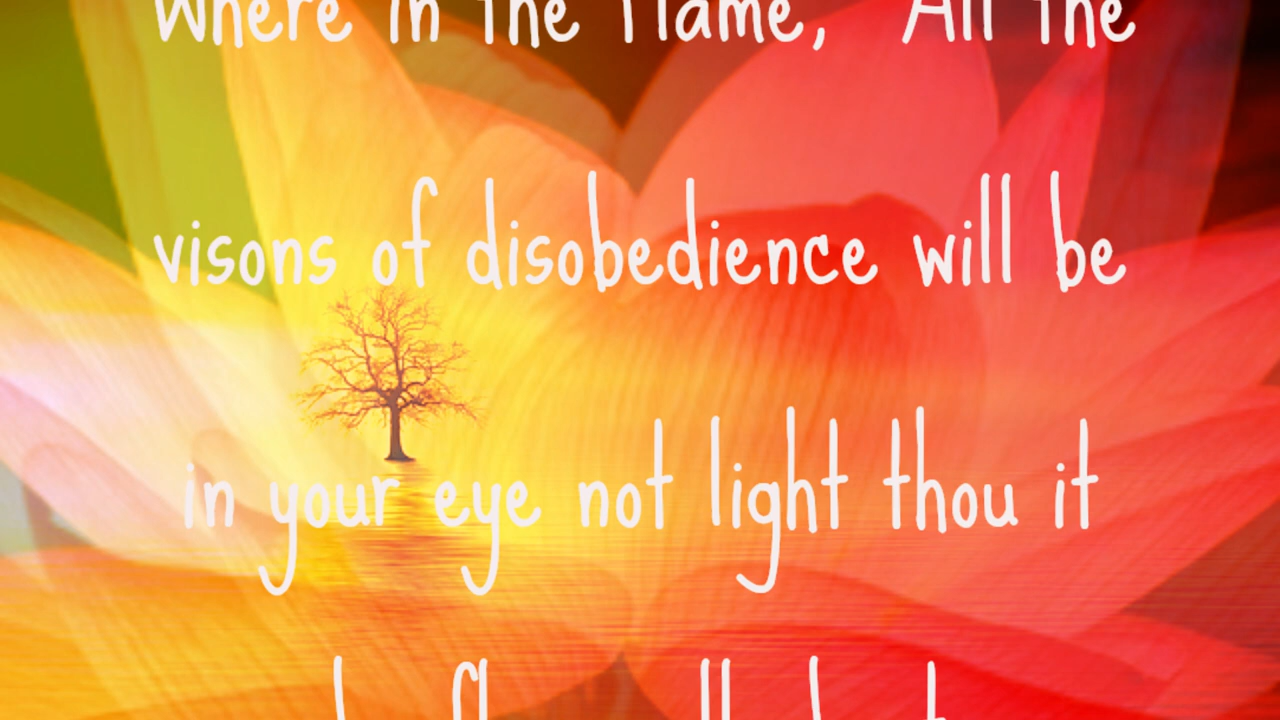 Where in the flame, All the
visons of disobedience will be
in your eye not light thou it